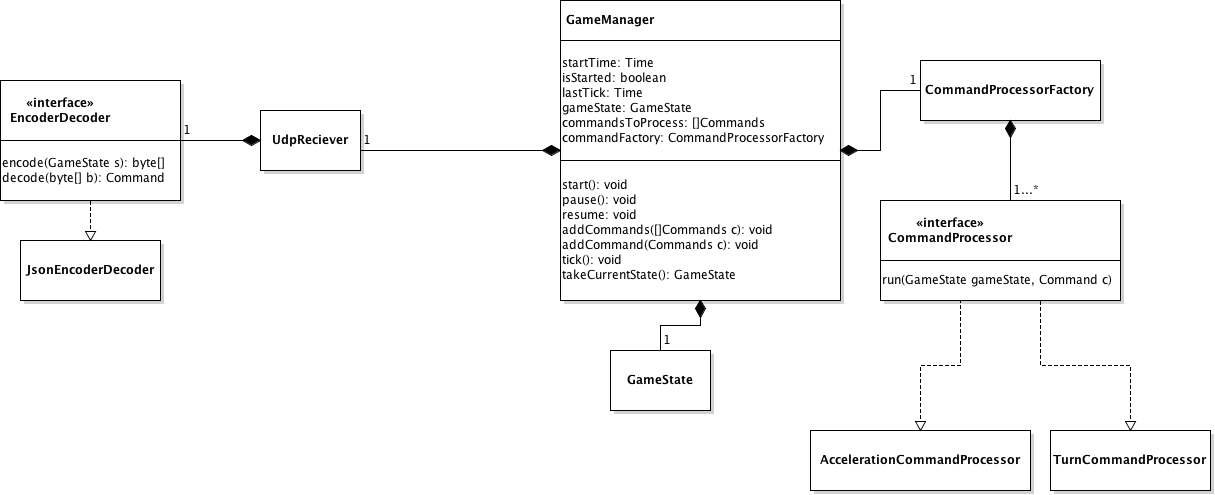 GameManager
startTime: Time
isStarted: boolean
lastTick: Time
gameState: GameState
commandsToProcess: []Commands
commandFactory: CommandProcessorFactory
start(): void
pause(): void
resume: void
addCommands([]Commands c): void
addCommand(Commands c): void
tick(): void
takeCurrentState(): GameState
«interface»
EncoderDecoder
encode(GameState s): byte[]
decode(byte[] b): Command
1
UdpReciever
1
JsonEncoderDecoder
1
CommandProcessorFactory
1...*
«interface»
CommandProcessor
run(GameState gameState, Command c)
1
GameState
AccelerationCommandProcessor
TurnCommandProcessor